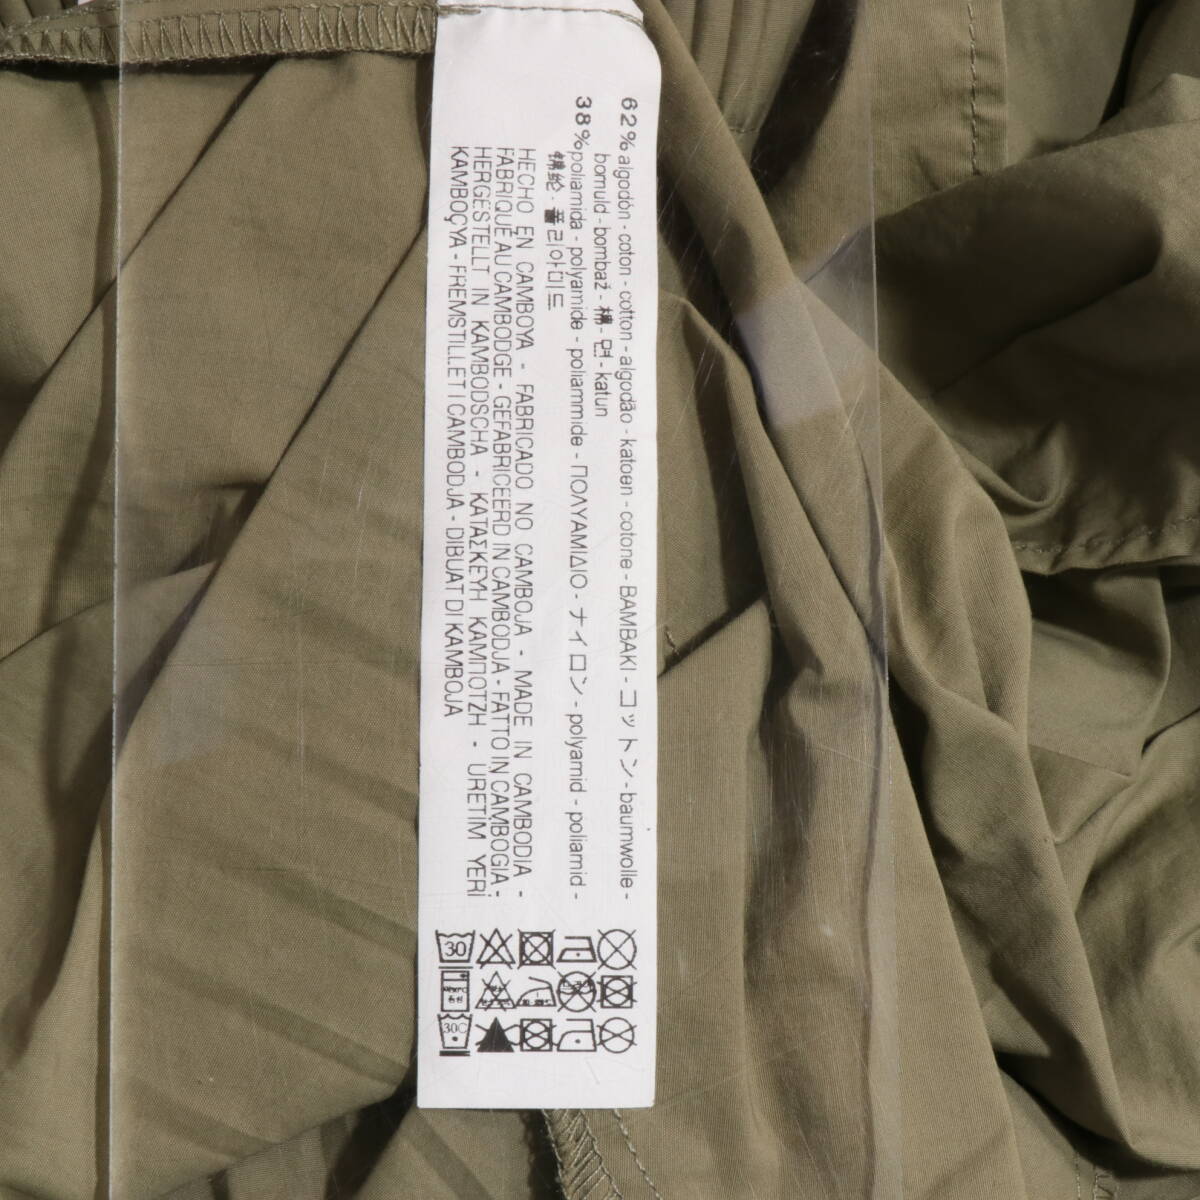 62% algodón - coton - cotton - algodão - katoen - cotone - BAMBAKI - コットン - baumwolle -
bomuld - bombaž - 棉 - 면 - katun
38% poliamida - polyamide - poliammide - ΠΟΛΥΑΜΙΔΙΟ - ナイロン - polyamid - poliamid -
锦纶 - 폴리아미드
HECHO EN CAMBOYA - FABRICADO NO CAMBOJA - MADE IN CAMBODIA -
FABRIQUÉ AU CAMBODGE - GEFABRICEERD IN CAMBODJA - FATTO IN CAMBOGIA -
HERGESTELLT IN KAMBODSCHA - ΚΑΤΑΣΚΕΥΗ ΚΑΜΠΟΤΖΗ - ÜRETİM YERİ
KAMBOÇYA - FREMSTILLET I CAMBODJA - DIBUAT DI KAMBOJA
30
30C